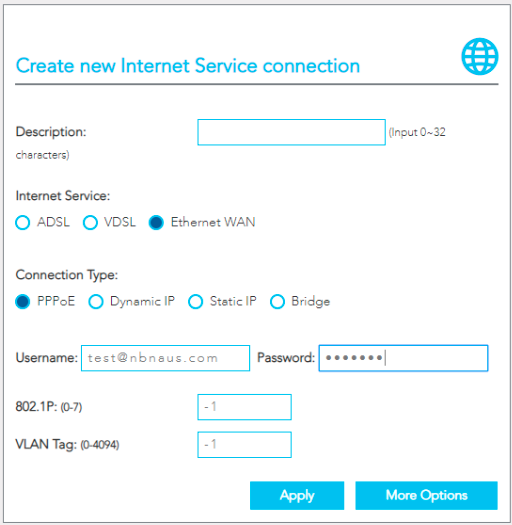 Create new Internet Service connection
Description: (Input 0~32
characters)
Internet Service:
ADSL VDSL Ethernet WAN
Connection Type:
PPPoE Dynamic IP Static IP Bridge
Username: test@nbnaus.com Password: •••••••
802.1P: (0-7) -1
VLAN Tag: (0-4094) -1
Apply More Options